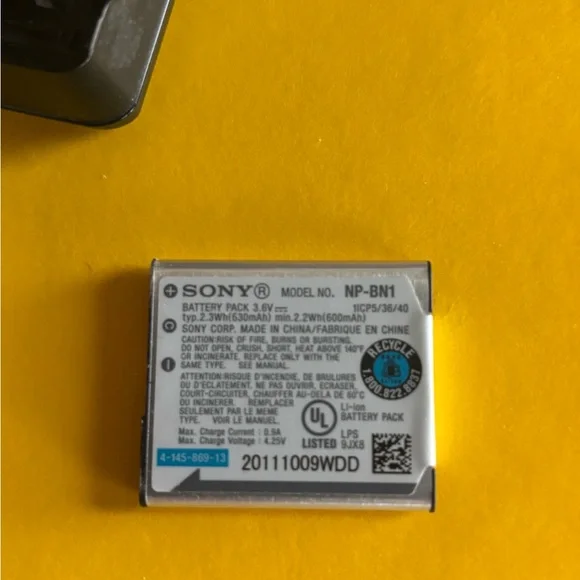 + SONY® MODEL NO. NP-BN1
BATTERY PACK 3.6V⎓ 1ICP5/36/40
typ.2.3Wh(630mAh) min.2.2Wh(600mAh)
C SONY CORP. MADE IN CHINA/FABRIQUÉ EN CHINE
CAUTION:RISK OF FIRE, BURNS OR BURSTING.
DO NOT OPEN, CRUSH, SHORT, HEAT ABOVE 140°F
OR INCINERATE. REPLACE WITH THE
SAME TYPE. SEE MANUAL.
ATTENTION:RISQUE D'INCENDIE, DE BRULURES
OU D'ECLATEMENT. NE PAS OUVRIR, ECRASER,
COURT-CIRCUITER, CHAUFFER AU-DELA DE 60°C
OU INCINERER. REMPLACER
SEULEMENT PAR LE MEME
TYPE. VOIR LE MANUEL.
Max. Charge Current : 0.9A
Max. Charge Voltage : 4.25V
RECYCLE
1.800.822.8837
UL
LISTED
Li-ion
BATTERY PACK
LPS
9JX8
4-145-869-13
20111009WDD